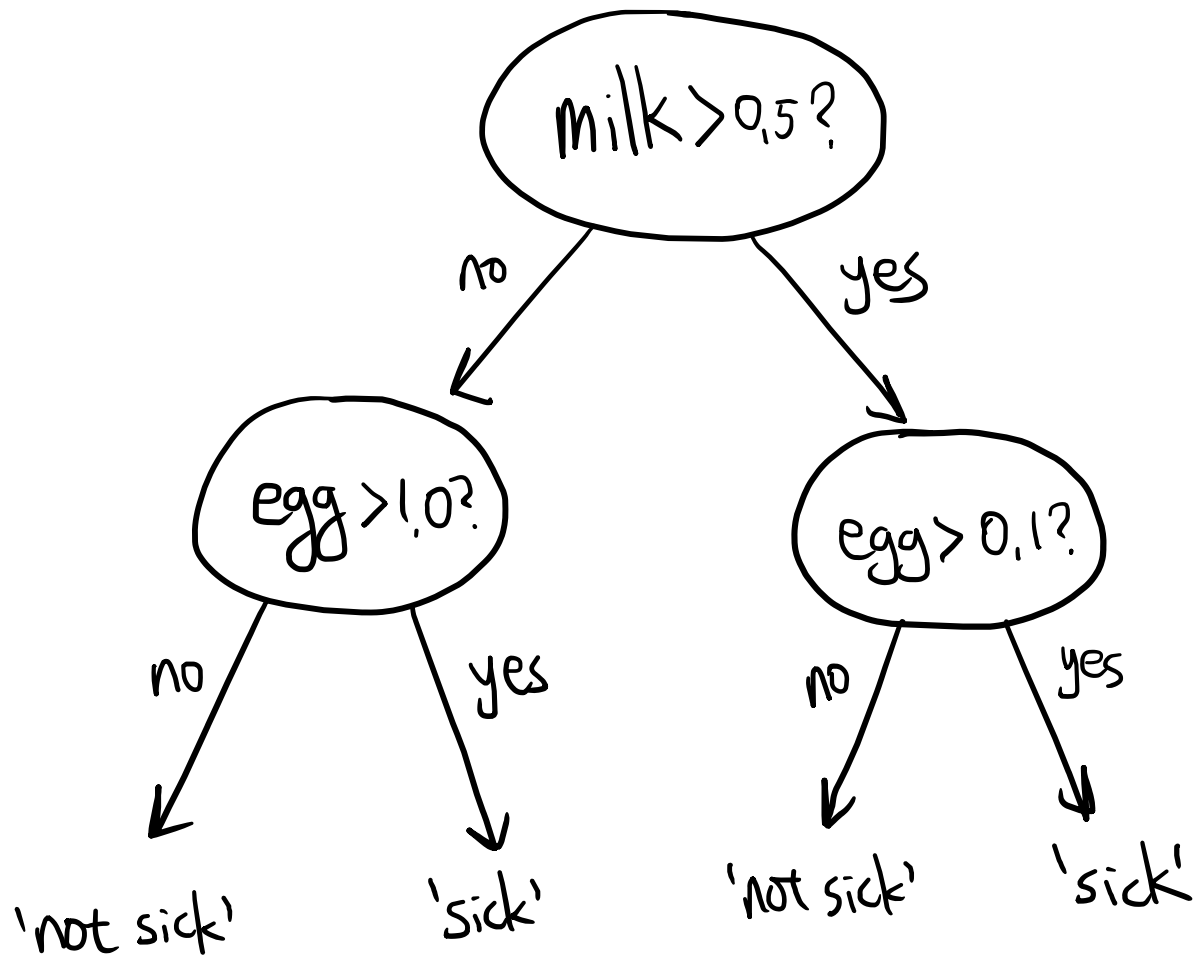 milk > 0,5?
no
yes
egg > 1,0?
egg > 0,1?
no
yes
no
yes
'not sick'
'sick'
'not sick'
'sick'